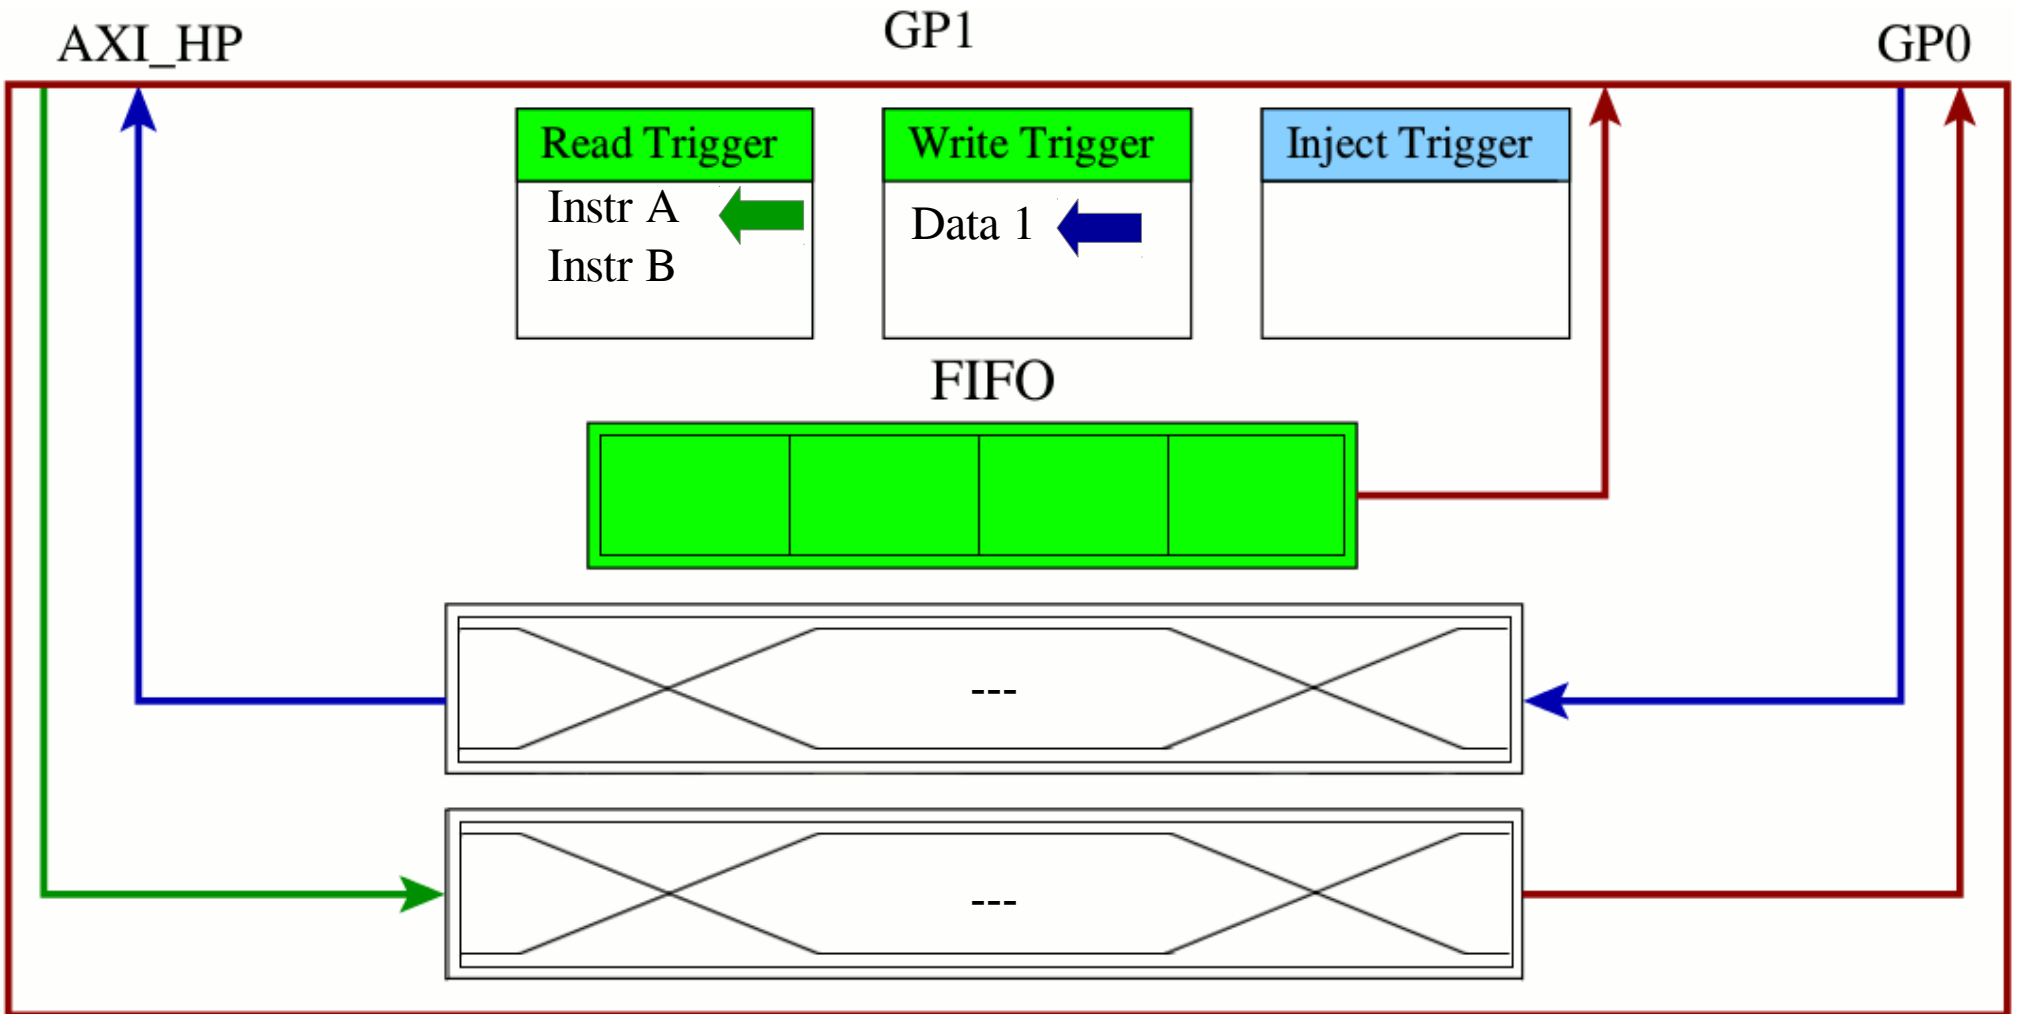 AXI_HP
GP1
GP0
Read Trigger
Write Trigger
Inject Trigger
Instr A
Instr B
Data 1
FIFO
---
---